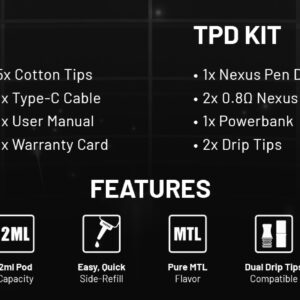 TPD KIT
5x Cotton Tips
x Type-C Cable
x User Manual
x Warranty Card
• 1x Nexus Pen D
• 2x 0.8Ω Nexus
• 1x Powerbank
• 2x Drip Tips
FEATURES
2ML
2ml Pod
Capacity
Easy, Quick
Side-Refill
MTL
Pure MTL
Flavor
Dual Drip Tips
Compatible